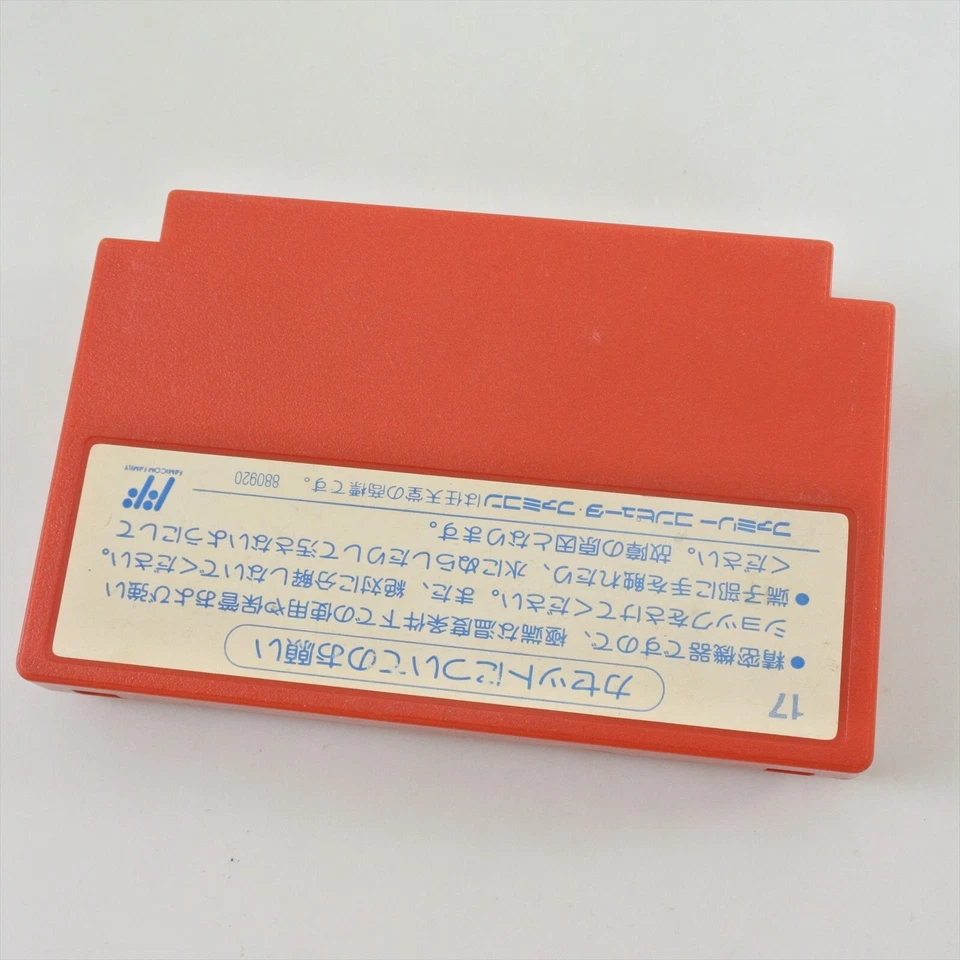 17
カセットについてのお願い
●精密機器ですので、極端な温度条件下での使用や保管および強い
ショックをさけてください。また、絶対に分解しないでください。
●端子部に手を触れたり、水にぬらしたりして汚さないようにして
ください。故障の原因となります。
ファミリーコンピュータ・ファミコンは任天堂の商標です。 880920
FAMICOM FAMILY